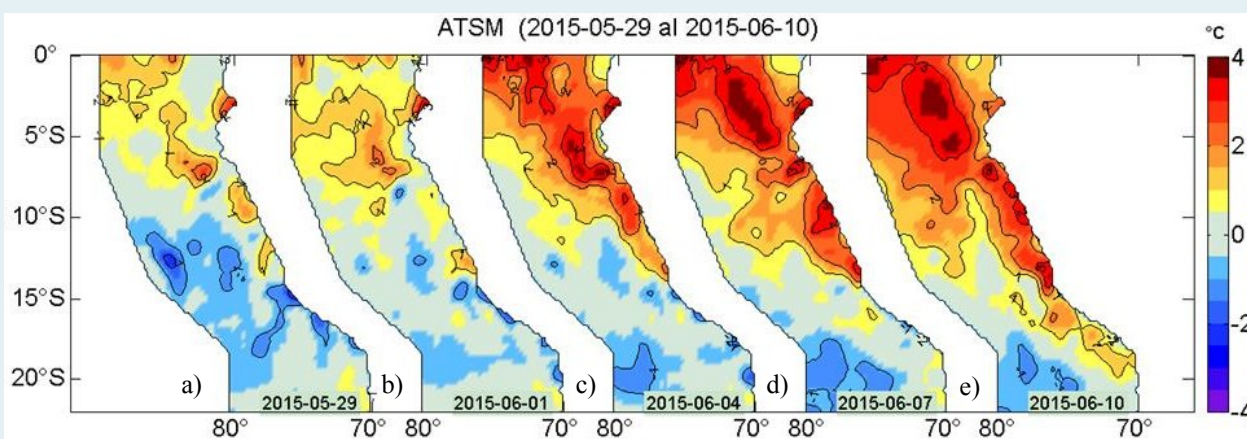 ATSM (2015-05-29 al 2015-06-10)
°C
0°
5°S
10°S
15°S
20°S
a) b) c) d) e)
2015-05-29 2015-06-01 2015-06-04 2015-06-07 2015-06-10
80° 70° 80° 70° 80° 70° 80° 70° 80° 70°
4
2
0
-2
-4